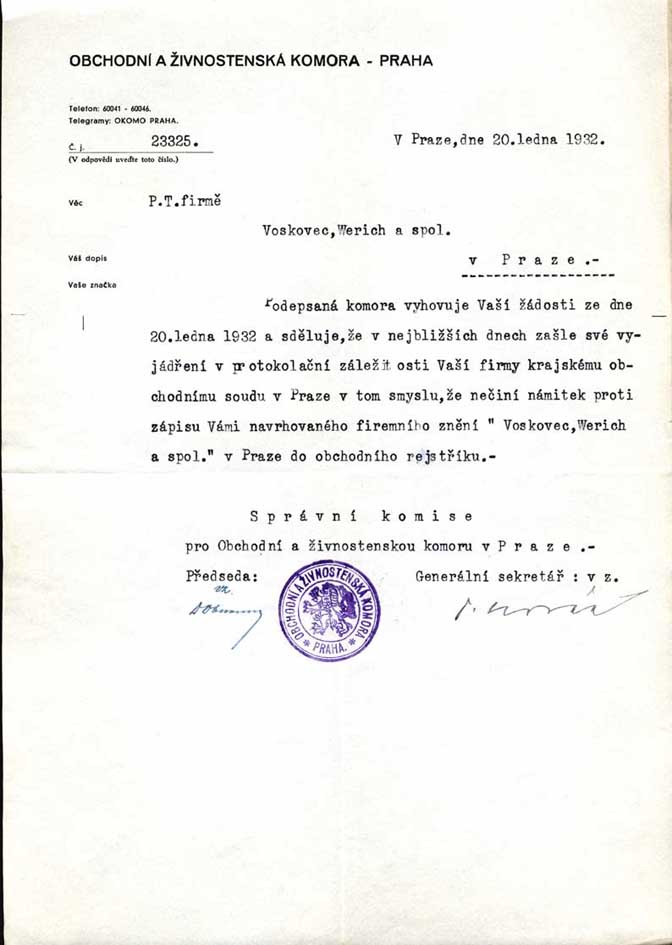 OBCHODNÍ A ŽIVNOSTENSKÁ KOMORA - PRAHA
Telefon: 60041 - 60046.
Telegramy: OKOMO PRAHA.
Č. j. 23325.
(V odpovědi uveďte toto číslo.)
V Praze,dne 20.ledna 1932.
Věc P.T.firmě
Voskovec,Werich a spol.
Váš dopis
v Praze.-
Vaše značka
Podepsaná komora vyhovuje Vaší žádosti ze dne
20.ledna 1932 a sděluje,že v nejbližších dnech zašle své vy-
jádření v protokolační záležitosti Vaší firmy krajskému ob-
chodnímu soudu v Praze v tom smyslu,že nečiní námitek proti
zápisu Vámi navrhovaného firemního znění " Voskovec,Werich
a spol." v Praze do obchodního rejstříku.-
Správní komise
pro Obchodní a živnostenskou komoru v Praze.-
Předseda: Generální sekretář : v z.
vz.
OBCHODNÍ A ŽIVNOSTENSKÁ KOMORA
* PRAHA. *